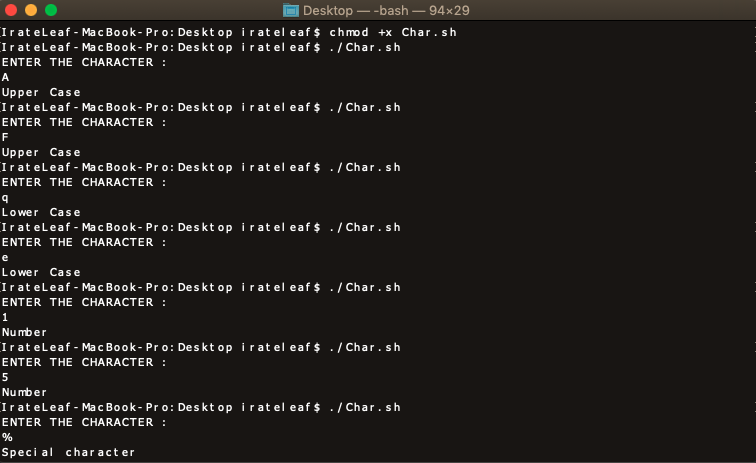 Desktop — -bash — 94×29
[IrateLeaf-MacBook-Pro:Desktop irateleaf$ chmod +x Char.sh
[IrateLeaf-MacBook-Pro:Desktop irateleaf$ ./Char.sh
ENTER THE CHARACTER :
A
Upper Case
[IrateLeaf-MacBook-Pro:Desktop irateleaf$ ./Char.sh
ENTER THE CHARACTER :
F
Upper Case
[IrateLeaf-MacBook-Pro:Desktop irateleaf$ ./Char.sh
ENTER THE CHARACTER :
q
Lower Case
[IrateLeaf-MacBook-Pro:Desktop irateleaf$ ./Char.sh
ENTER THE CHARACTER :
e
Lower Case
[IrateLeaf-MacBook-Pro:Desktop irateleaf$ ./Char.sh
ENTER THE CHARACTER :
1
Number
[IrateLeaf-MacBook-Pro:Desktop irateleaf$ ./Char.sh
ENTER THE CHARACTER :
5
Number
[IrateLeaf-MacBook-Pro:Desktop irateleaf$ ./Char.sh
ENTER THE CHARACTER :
%
Special character